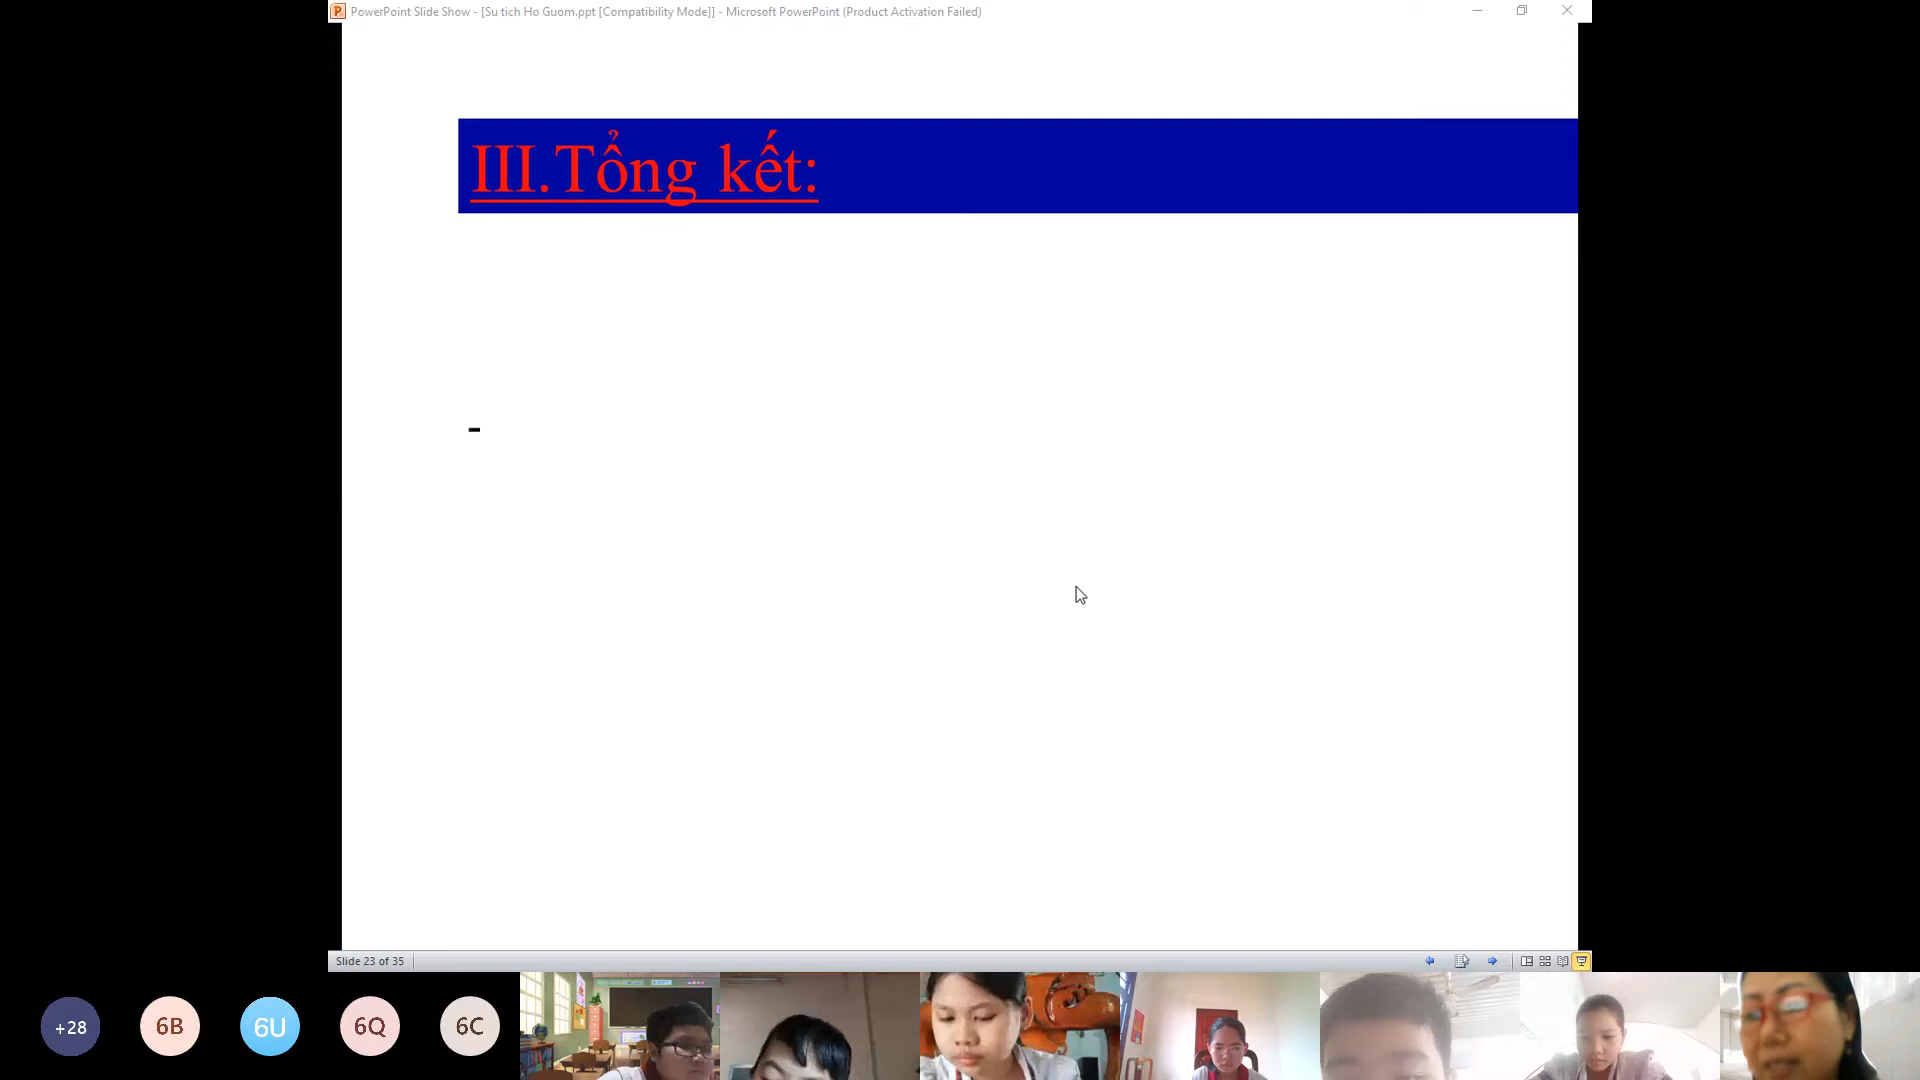 PowerPoint Slide Show - [Su tich Ho Guom.ppt [Compatibility Mode]] - Microsoft PowerPoint (Product Activation Failed)
III.Tổng kết:
-
Slide 23 of 35
+28
6B
6U
6Q
6C